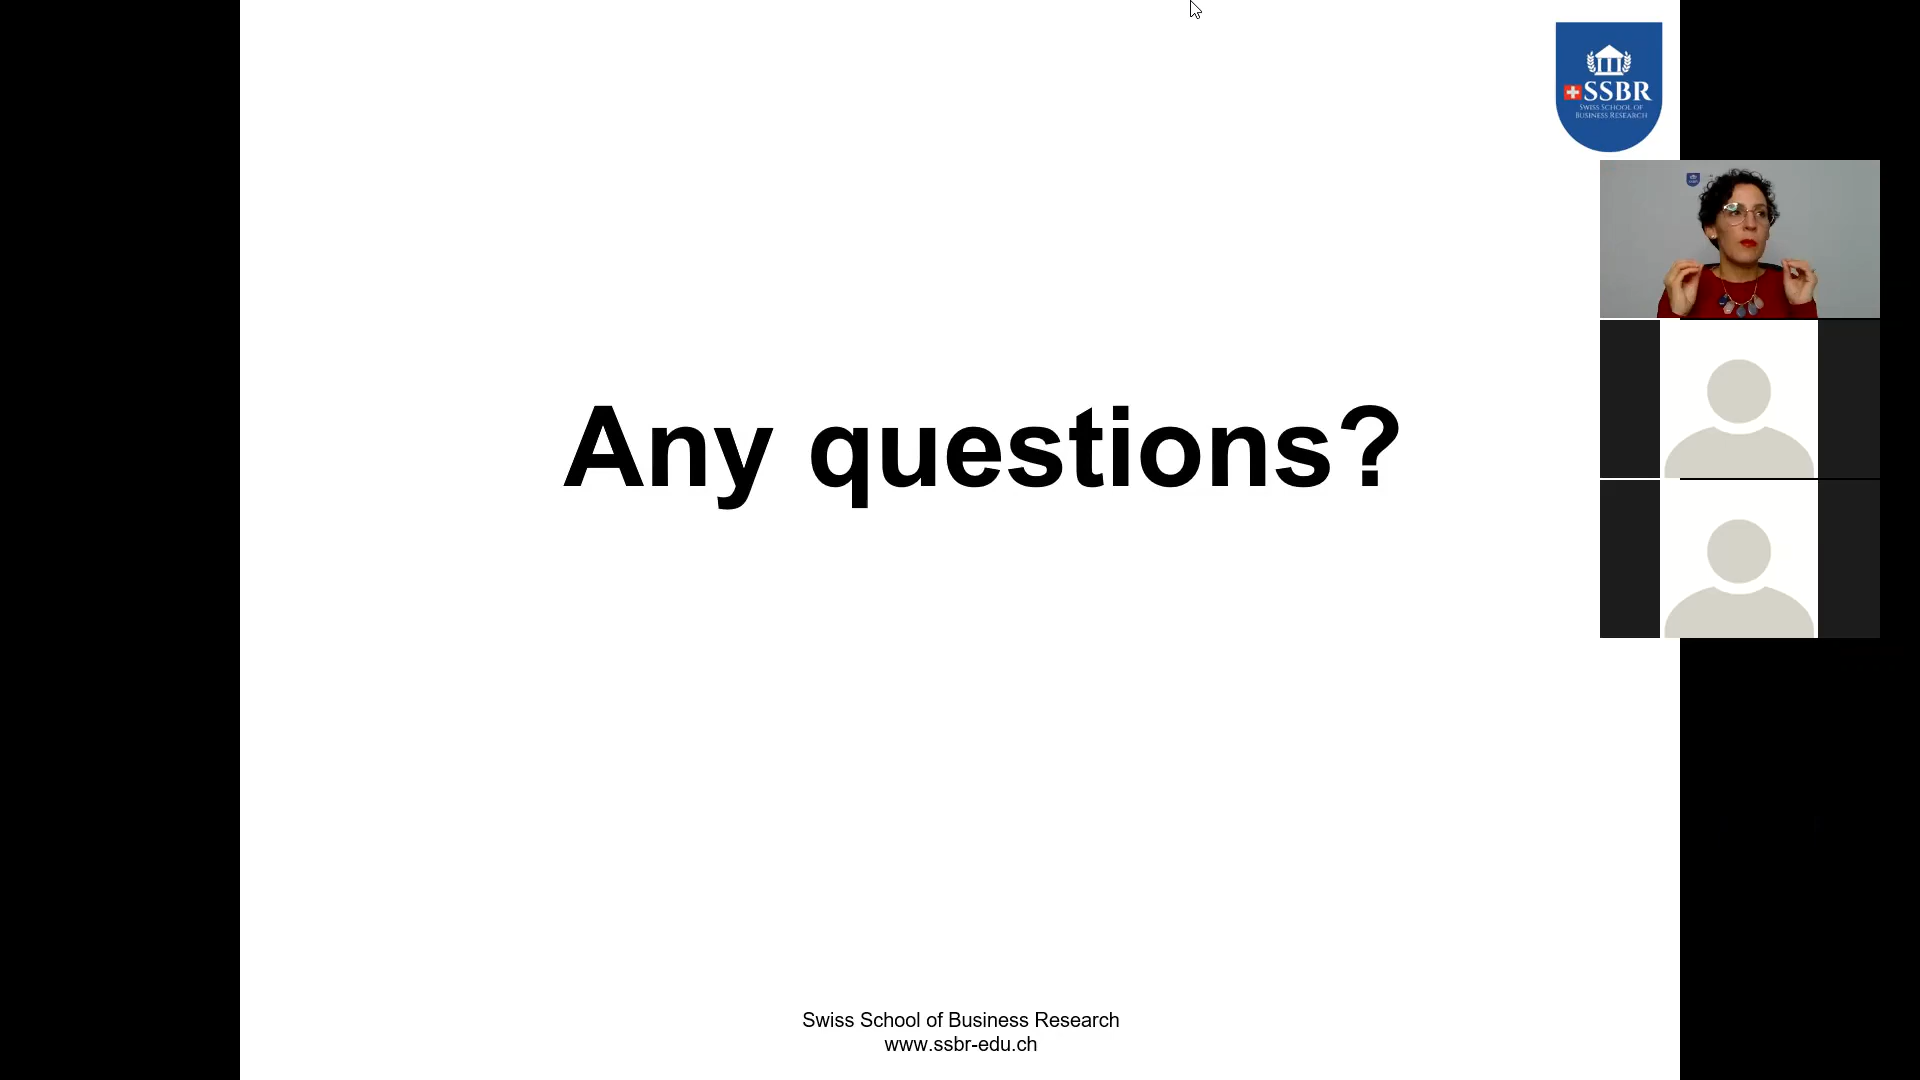 SSBR
SWISS SCHOOL OF
BUSINESS RESEARCH
Any questions?
Swiss School of Business Research
www.ssbr-edu.ch